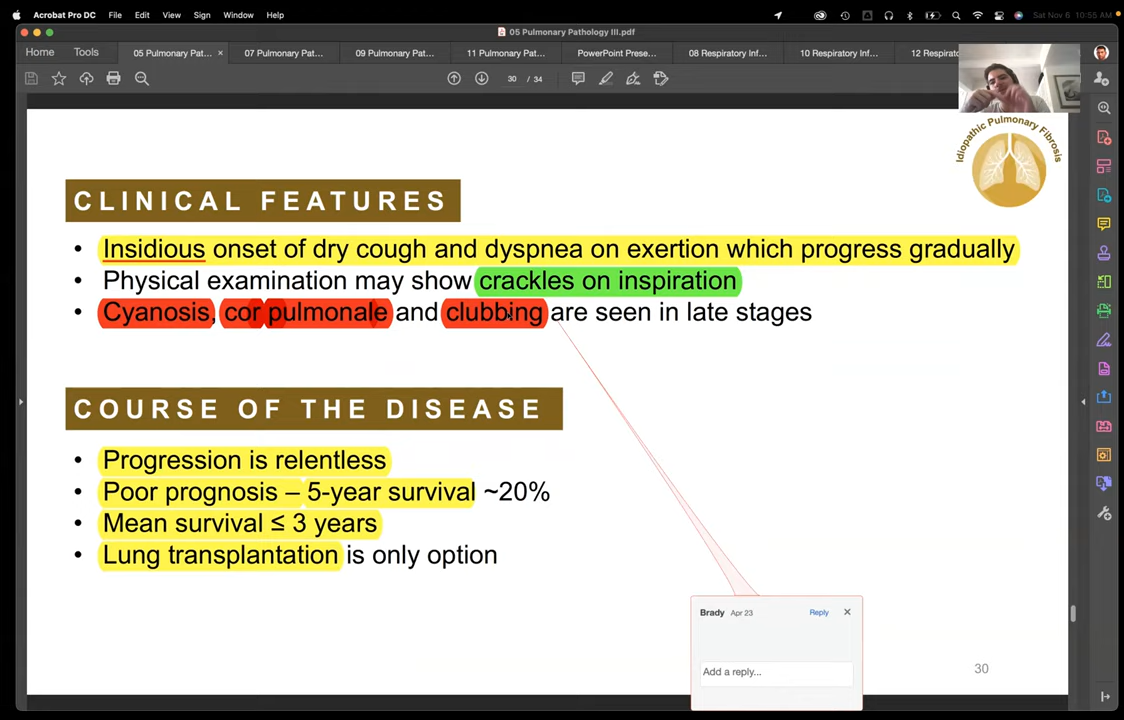 Acrobat Pro DC File Edit View Sign Window Help Sat Nov 6 10:55 AM
05 Pulmonary Pathology III.pdf
Home Tools 05 Pulmonary Pat... × 07 Pulmonary Pat... 09 Pulmonary Pat... 11 Pulmonary Pat... PowerPoint Prese... 08 Respiratory Inf... 10 Respiratory Inf... 12 Respirato
30 / 34
Idiopathic Pulmonary Fibrosis
CLINICAL FEATURES
• Insidious onset of dry cough and dyspnea on exertion which progress gradually
• Physical examination may show crackles on inspiration
• Cyanosis, cor pulmonale and clubbing are seen in late stages
COURSE OF THE DISEASE
• Progression is relentless
• Poor prognosis – 5-year survival ~20%
• Mean survival ≤ 3 years
• Lung transplantation is only option
Brady Apr 23 Reply ×
Add a reply...
30